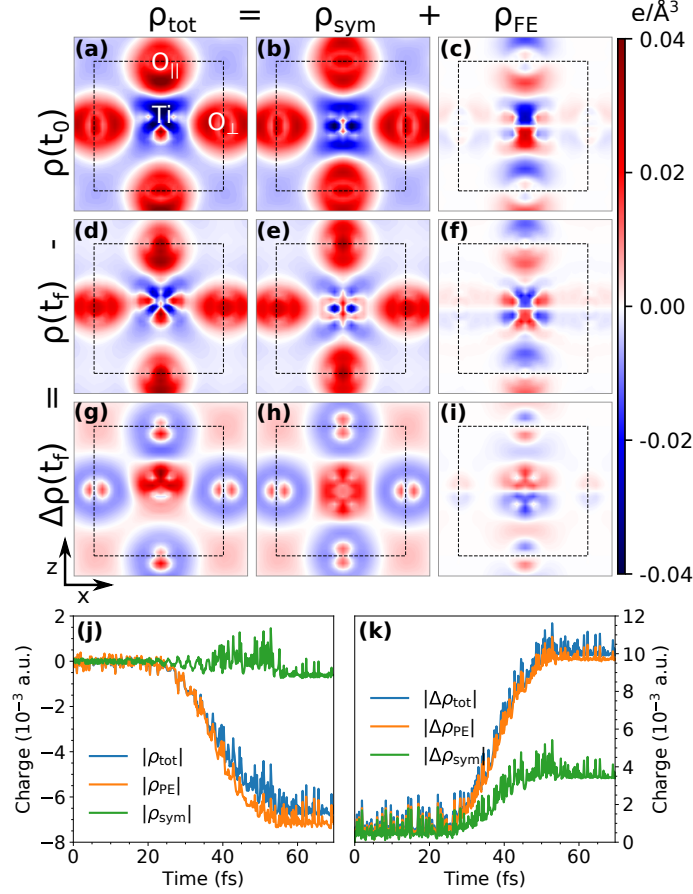 ρtot = ρsym + ρFE
e/Å³
(a) (b) (c)
O|| Ti O⊥
ρ(t0)
(d) (e) (f)
ρ(tf) -
(g) (h) (i)
Δρ(tf) =
z
x
0.04
0.02
0.00
-0.02
-0.04
(j)
2
0
−2
−4
−6
−8
Charge (10⁻³ a.u.)
|ρtot|
|ρPE|
|ρsym|
0 20 40 60
Time (fs)
(k)
|Δρtot|
|ΔρPE|
|Δρsym|
12
10
8
6
4
2
0
Charge (10⁻³ a.u.)
0 20 40 60
Time (fs)